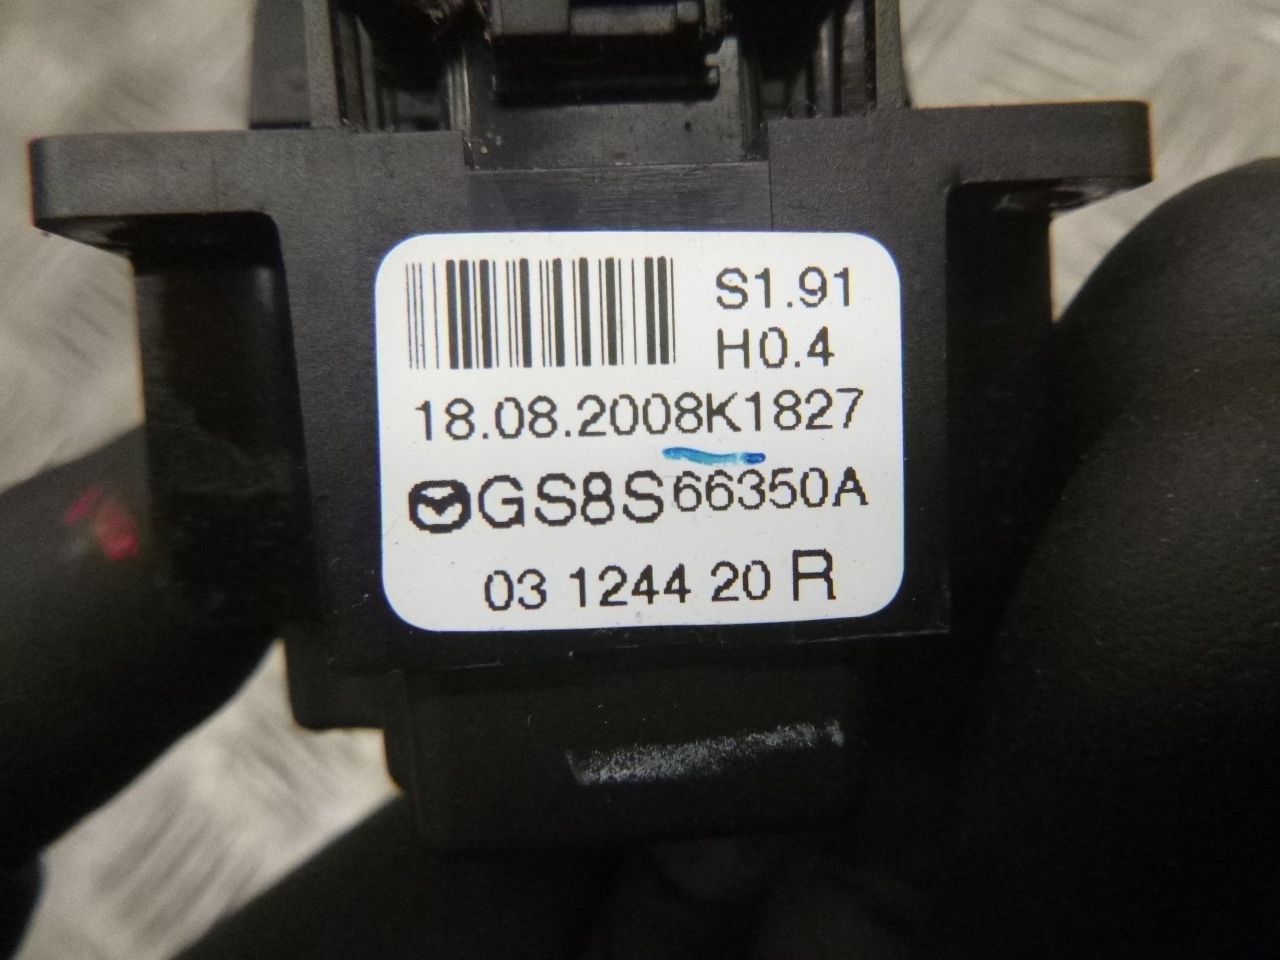 S1.91
H0.4
18.08.2008K1827
GS8S66350A
03 1244 20 R